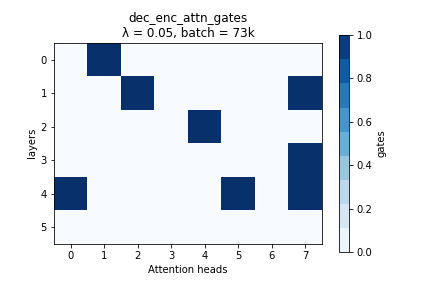 dec_enc_attn_gates
λ = 0.05, batch = 73k
layers
0
1
2
3
4
5
0 1 2 3 4 5 6 7
Attention heads
1.0
0.8
0.6
0.4
0.2
0.0
gates